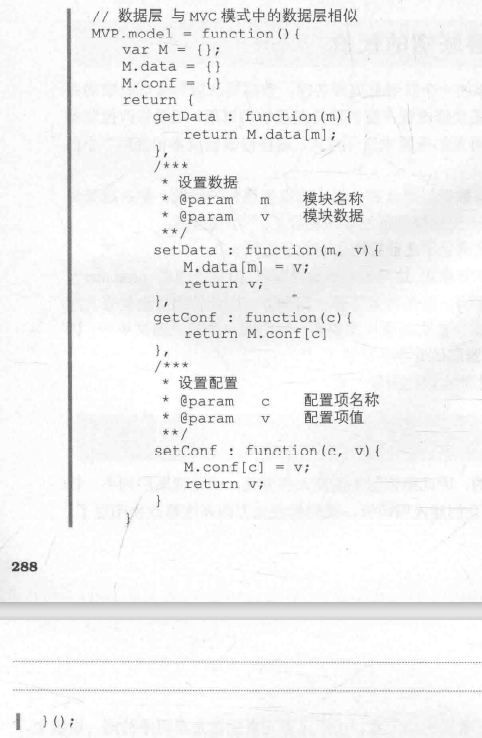 // 数据层 与 MVC 模式中的数据层相似
MVP.model = function(){
var M = {};
M.data = {}
M.conf = {}
return {
getData : function(m){
return M.data[m];
},
/***
* 设置数据
* @param m 模块名称
* @param v 模块数据
**/
setData : function(m, v){
M.data[m] = v;
return v;
},
getConf : function(c){
return M.conf[c]
},
/***
* 设置配置
* @param c 配置项名称
* @param v 配置项值
**/
setConf : function(c, v){
M.conf[c] = v;
return v;
}
}
288
}();